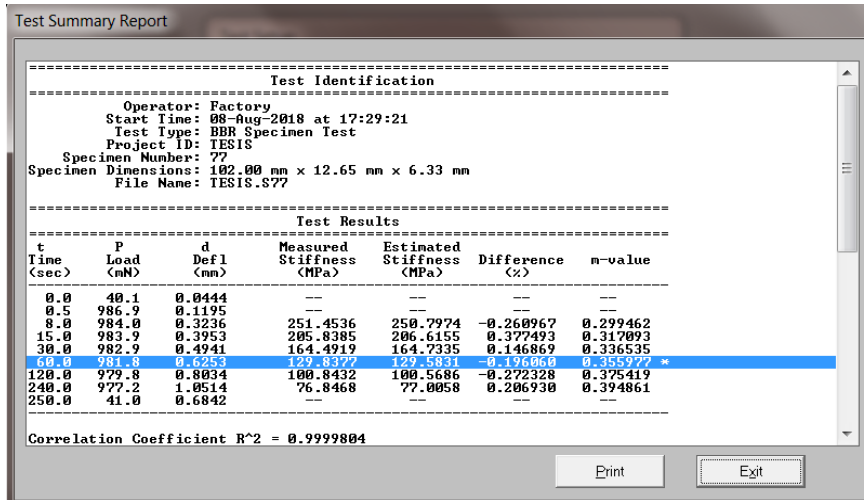 Test Summary Report
==========================================================================
Test Identification
==========================================================================
Operator: Factory
Start Time: 08-Aug-2018 at 17:29:21
Test Type: BBR Specimen Test
Project ID: TESIS
Specimen Number: 77
Specimen Dimensions: 102.00 mm x 12.65 mm x 6.33 mm
File Name: TESIS.S77
==========================================================================
Test Results
==========================================================================
t P d Measured Estimated
Time Load Defl Stiffness Stiffness Difference m-value
(sec) (mN) (mm) (MPa) (MPa) (%)
--------------------------------------------------------------------------
0.0 40.1 0.0444 -- -- -- --
0.5 986.9 0.1195 -- -- -- --
8.0 984.0 0.3236 251.4536 250.7974 -0.260967 0.299462
15.0 983.9 0.3953 205.8385 206.6155 0.377493 0.317093
30.0 982.9 0.4941 164.4919 164.7335 0.146869 0.336535
60.0 981.8 0.6253 129.8377 129.5831 -0.196060 0.355977 *
120.0 979.8 0.8034 100.8432 100.5686 -0.272328 0.375419
240.0 977.2 1.0514 76.8468 77.0058 0.206930 0.394861
250.0 41.0 0.6842 -- -- -- --
--------------------------------------------------------------------------
Correlation Coefficient R^2 = 0.9999804
Print Exit